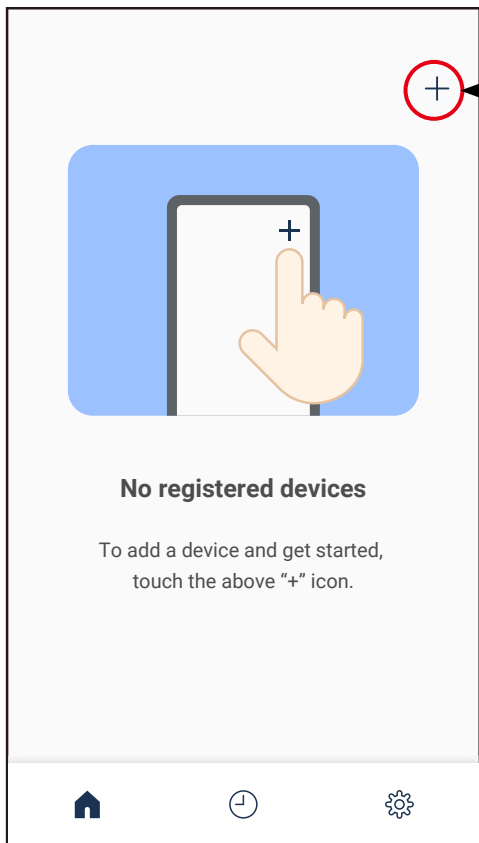 No registered devices
To add a device and get started,
touch the above “+” icon.